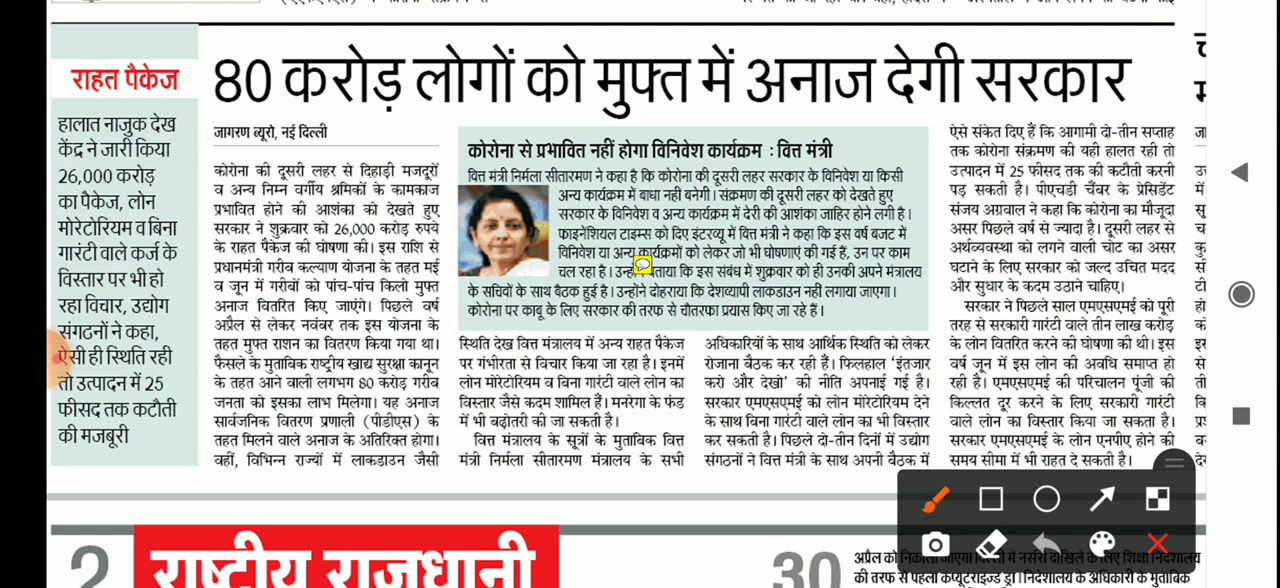 राहत पैकेज
हालात नाजुक देख
केंद्र ने जारी किया
26,000 करोड़
का पैकेज, लोन
मोरेटोरियम व बिना
गारंटी वाले कर्ज के
विस्तार पर भी हो
रहा विचार, उद्योग
संगठनों ने कहा,
ऐसी ही स्थिति रही
तो उत्पादन में 25
फीसद तक कटौती
की मजबूरी
80 करोड़ लोगों को मुफ्त में अनाज देगी सरकार
जागरण ब्यूरो, नई दिल्ली
कोरोना की दूसरी लहर से दिहाड़ी मजदूरों
व अन्य निम्न वर्गीय श्रमिकों के कामकाज
प्रभावित होने की आशंका को देखते हुए
सरकार ने शुक्रवार को 26,000 करोड़ रुपये
के राहत पैकेज की घोषणा की। इस राशि से
प्रधानमंत्री गरीब कल्याण योजना के तहत मई
व जून में गरीबों को पांच-पांच किलो मुफ्त
अनाज वितरित किए जाएंगे। पिछले वर्ष
अप्रैल से लेकर नवंबर तक इस योजना के
तहत मुफ्त राशन का वितरण किया गया था।
फैसले के मुताबिक राष्ट्रीय खाद्य सुरक्षा कानून
के तहत आने वाली लगभग 80 करोड़ गरीब
जनता को इसका लाभ मिलेगा। यह अनाज
सार्वजनिक वितरण प्रणाली (पीडीएस) के
तहत मिलने वाले अनाज के अतिरिक्त होगा।
वहीं, विभिन्न राज्यों में लाकडाउन जैसी
कोरोना से प्रभावित नहीं होगा विनिवेश कार्यक्रम : वित्त मंत्री
वित्त मंत्री निर्मला सीतारमण ने कहा है कि कोरोना की दूसरी लहर सरकार के विनिवेश या किसी
अन्य कार्यक्रम में बाधा नहीं बनेगी। संक्रमण की दूसरी लहर को देखते हुए
सरकार के विनिवेश व अन्य कार्यक्रम में देरी की आशंका जाहिर होने लगी है।
फाइनेंशियल टाइम्स को दिए इंटरव्यू में वित्त मंत्री ने कहा कि इस वर्ष बजट में
विनिवेश या अन्य कार्यक्रमों को लेकर जो भी घोषणाएं की गई हैं, उन पर काम
चल रहा है। उन्होंने बताया कि इस संबंध में शुक्रवार को ही उनकी अपने मंत्रालय
के सचिवों के साथ बैठक हुई है। उन्होंने दोहराया कि देशव्यापी लाकडाउन नहीं लगाया जाएगा।
कोरोना पर काबू के लिए सरकार की तरफ से चौतरफा प्रयास किए जा रहे हैं।
स्थिति देख वित्त मंत्रालय में अन्य राहत पैकेज
पर गंभीरता से विचार किया जा रहा है। इनमें
लोन मोरेटोरियम व बिना गारंटी वाले लोन का
विस्तार जैसे कदम शामिल हैं। मनरेगा के फंड
में भी बढ़ोतरी की जा सकती है।
वित्त मंत्रालय के सूत्रों के मुताबिक वित्त
मंत्री निर्मला सीतारमण मंत्रालय के सभी
अधिकारियों के साथ आर्थिक स्थिति को लेकर
रोजाना बैठक कर रही हैं। फिलहाल 'इंतजार
करो और देखो' की नीति अपनाई गई है।
सरकार एमएसएमई को लोन मोरेटोरियम देने
के साथ बिना गारंटी वाले लोन का भी विस्तार
कर सकती है। पिछले दो-तीन दिनों में उद्योग
संगठनों ने वित्त मंत्री के साथ अपनी बैठक में
ऐसे संकेत दिए हैं कि आगामी दो-तीन सप्ताह
तक कोरोना संक्रमण की यही हालत रही तो
उत्पादन में 25 फीसद तक की कटौती करनी
पड़ सकती है। पीएचडी चैंबर के प्रेसिडेंट
संजय अग्रवाल ने कहा कि कोरोना का मौजूदा
असर पिछले वर्ष से ज्यादा है। दूसरी लहर से
अर्थव्यवस्था को लगने वाली चोट का असर
घटाने के लिए सरकार को जल्द उचित मदद
और सुधार के कदम उठाने चाहिए।
सरकार ने पिछले साल एमएसएमई को पूरी
तरह से सरकारी गारंटी वाले तीन लाख करोड़
के लोन वितरित करने की घोषणा की थी। इस
वर्ष जून में इस लोन की अवधि समाप्त हो
रही है। एमएसएमई की परिचालन पूंजी की
किल्लत दूर करने के लिए सरकारी गारंटी
वाले लोन का विस्तार किया जा सकता है।
सरकार एमएसएमई के लोन एनपीए होने की
समय सीमा में भी राहत दे सकती है।
2 राष्ट्रीय राजधानी
30
अप्रैल को निकाला जाएगा दिल्ली में नर्सरी दाखिले के लिए शिक्षा निदेशालय
की तरफ से पहला कंप्यूटराइज्ड ड्रा। निदेशालय के अधिकारी के मुताबिक